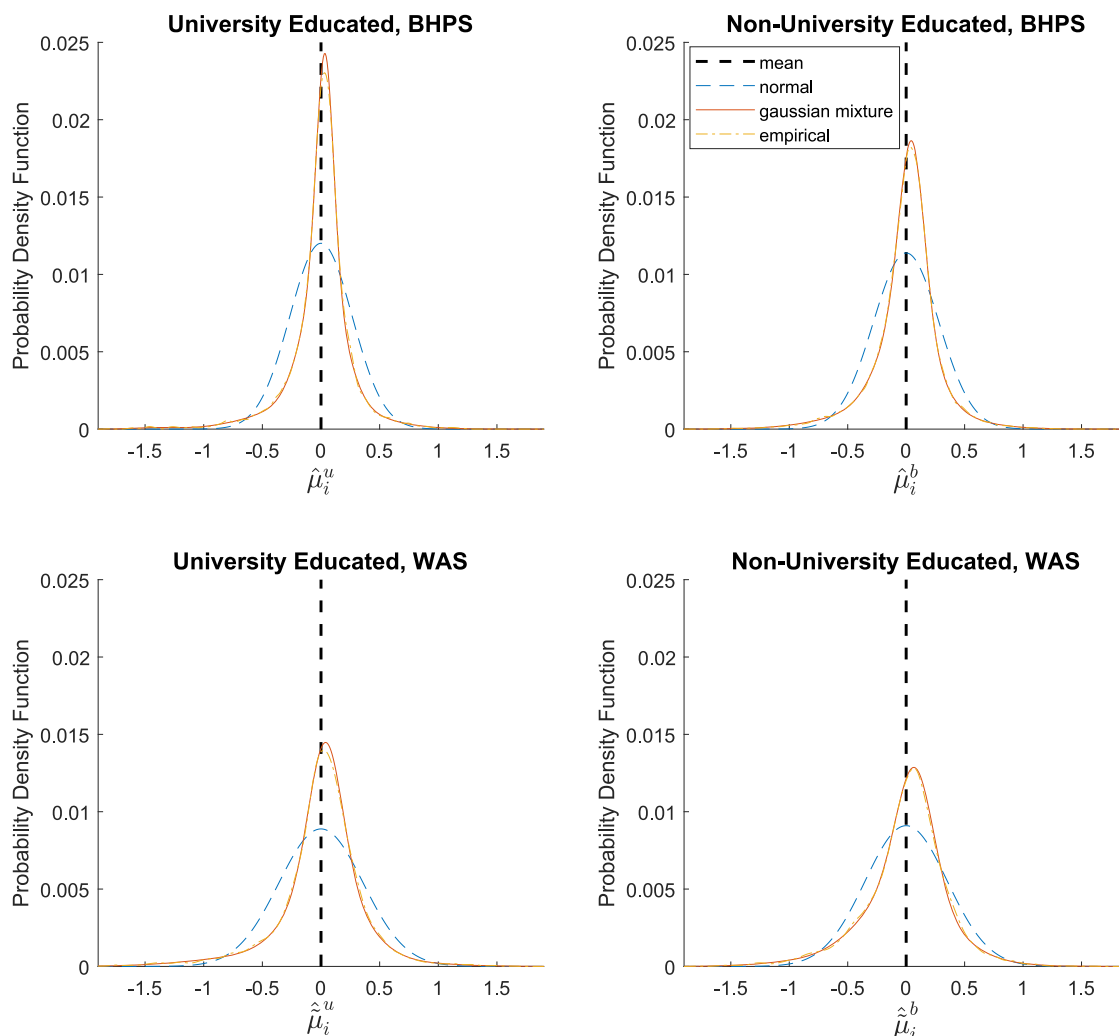 University Educated, BHPS
0.025
0.02
0.015
0.01
0.005
0
Probability Density Function
-1.5 -1 -0.5 0 0.5 1 1.5
μ̂ᵢᵘ
Non-University Educated, BHPS
mean
normal
gaussian mixture
empirical
0.025
0.02
0.015
0.01
0.005
0
Probability Density Function
-1.5 -1 -0.5 0 0.5 1 1.5
μ̂ᵢᵇ
University Educated, WAS
0.025
0.02
0.015
0.01
0.005
0
Probability Density Function
-1.5 -1 -0.5 0 0.5 1 1.5
μ̃̂ᵢᵘ
Non-University Educated, WAS
0.025
0.02
0.015
0.01
0.005
0
Probability Density Function
-1.5 -1 -0.5 0 0.5 1 1.5
μ̃̂ᵢᵇ